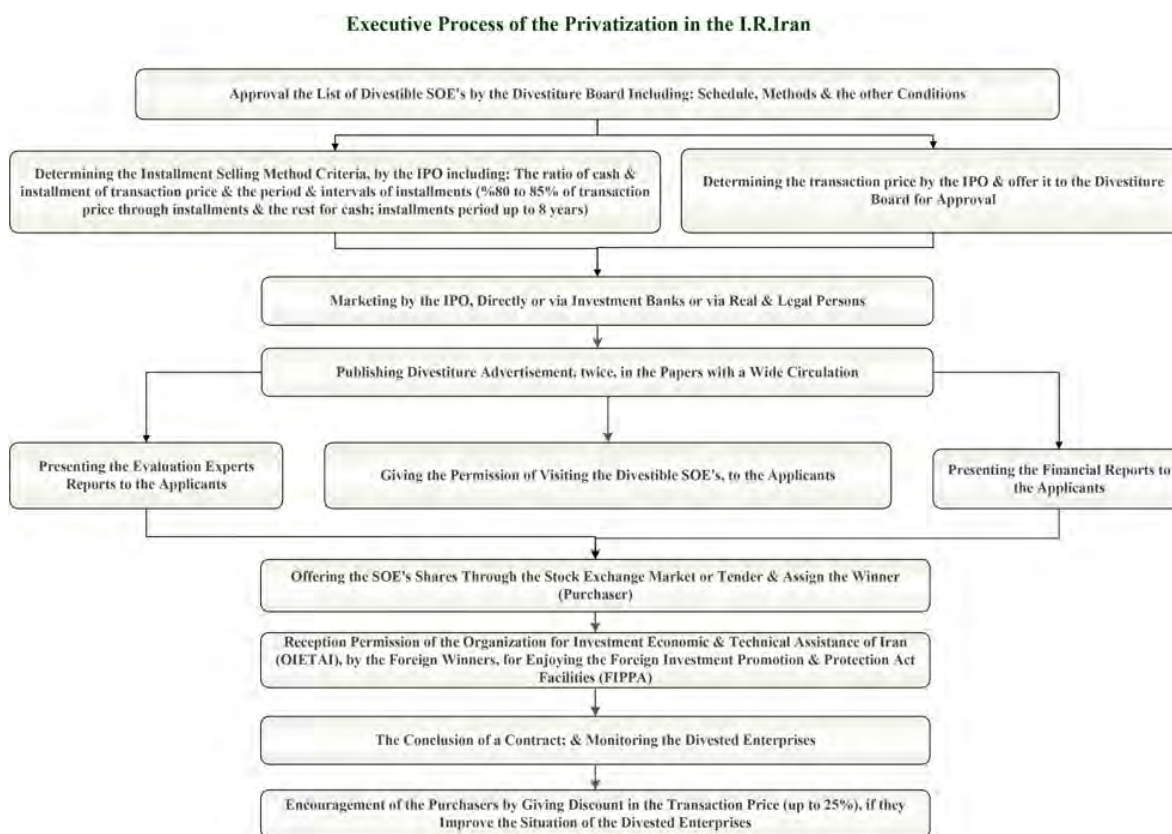 Executive Process of the Privatization in the I.R.Iran
Approval the List of Divestible SOE's by the Divestiture Board Including: Schedule, Methods & the other Conditions
Determining the Installment Selling Method Criteria, by the IPO including: The ratio of cash &
installment of transaction price & the period & intervals of installments (%80 to 85% of transaction
price through installments & the rest for cash; installments period up to 8 years)
Determining the transaction price by the IPO & offer it to the Divestiture
Board for Approval
Marketing by the IPO, Directly or via Investment Banks or via Real & Legal Persons
Publishing Divestiture Advertisement, twice, in the Papers with a Wide Circulation
Presenting the Evaluation Experts
Reports to the Applicants
Giving the Permission of Visiting the Divestible SOE's, to the Applicants
Presenting the Financial Reports to
the Applicants
Offering the SOE's Shares Through the Stock Exchange Market or Tender & Assign the Winner
(Purchaser)
Reception Permission of the Organization for Investment Economic & Technical Assistance of Iran
(OIETAI), by the Foreign Winners, for Enjoying the Foreign Investment Promotion & Protection Act
Facilities (FIPPA)
The Conclusion of a Contract; & Monitoring the Divested Enterprises
Encouragement of the Purchasers by Giving Discount in the Transaction Price (up to 25%), if they
Improve the Situation of the Divested Enterprises